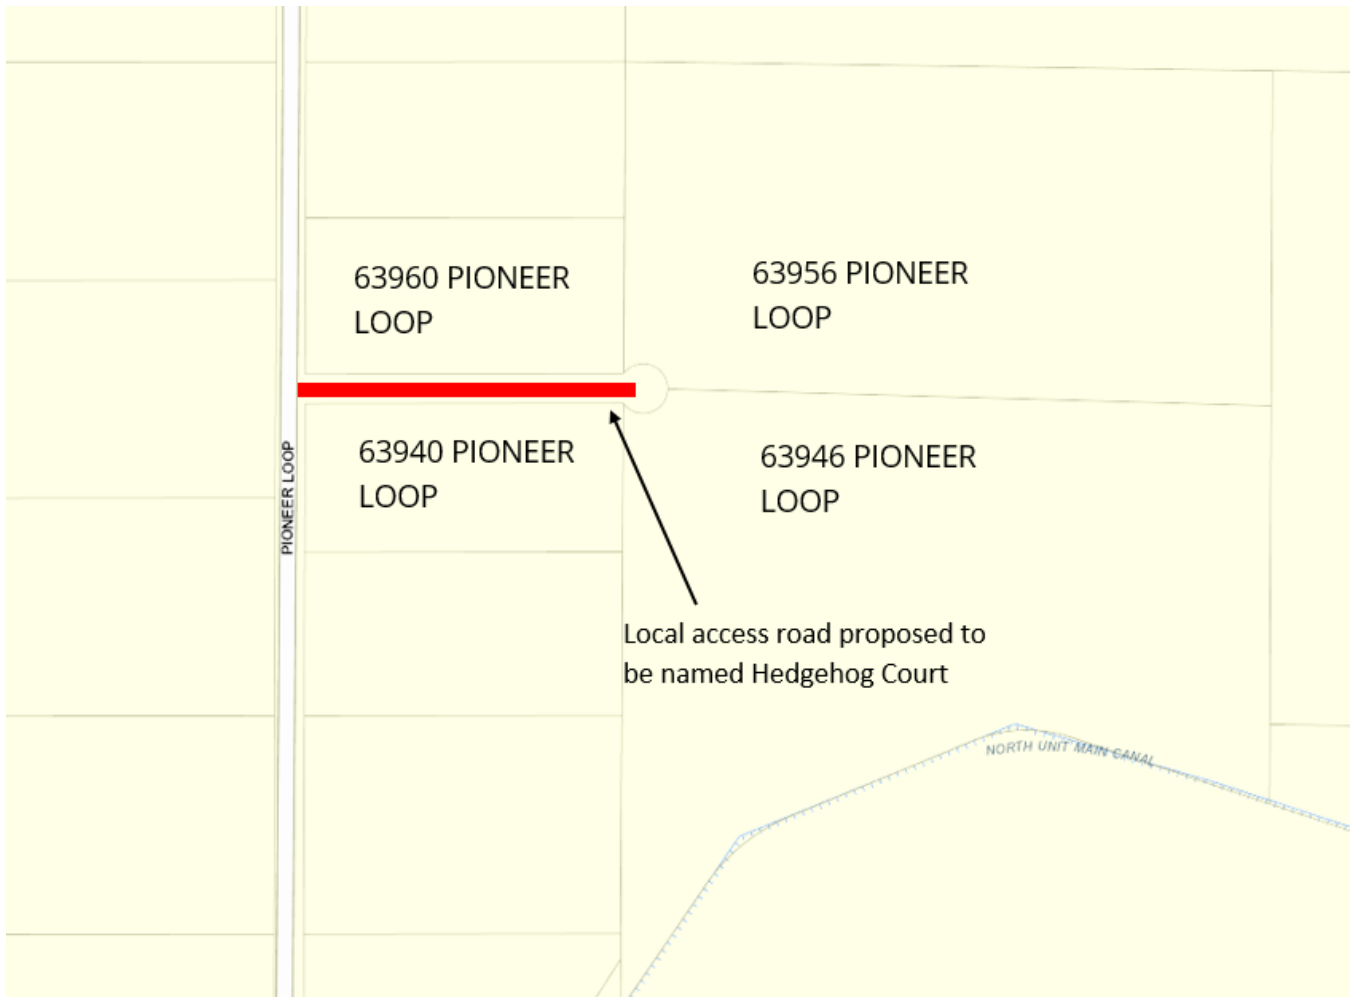 63960 PIONEER
LOOP
63956 PIONEER
LOOP
63940 PIONEER
LOOP
63946 PIONEER
LOOP
PIONEER LOOP
Local access road proposed to
be named Hedgehog Court
NORTH UNIT MAIN CANAL